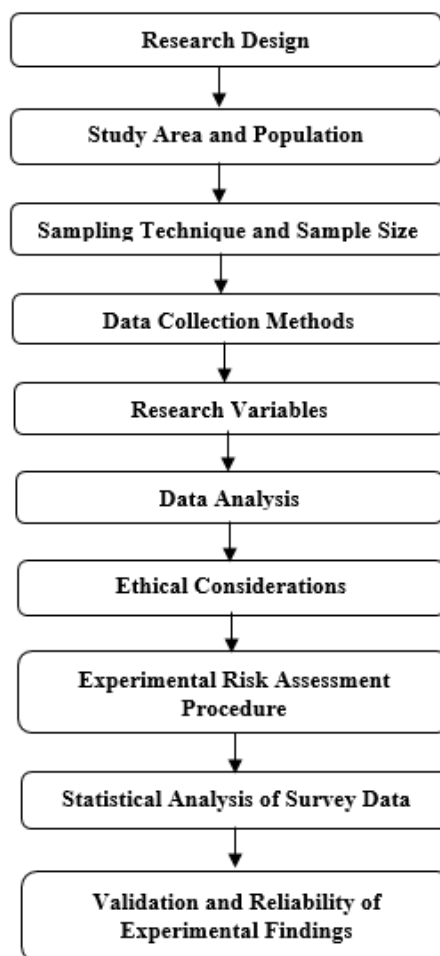 Research Design
Study Area and Population
Sampling Technique and Sample Size
Data Collection Methods
Research Variables
Data Analysis
Ethical Considerations
Experimental Risk Assessment
Procedure
Statistical Analysis of Survey Data
Validation and Reliability of
Experimental Findings